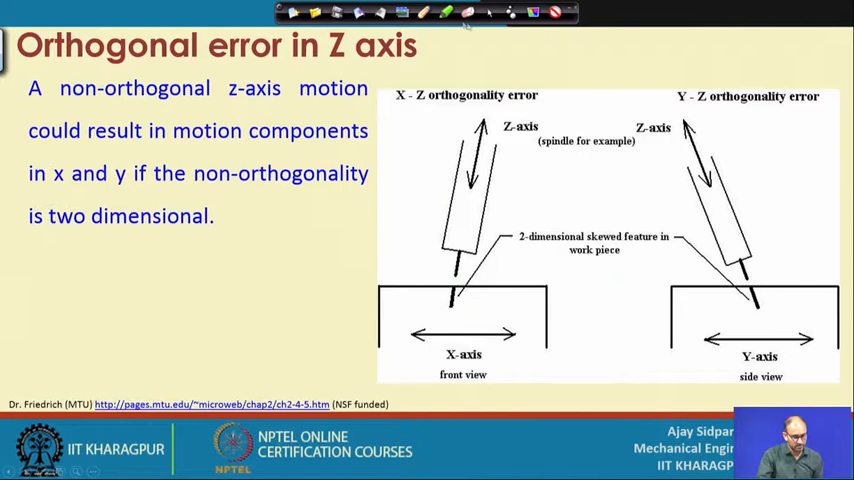 Orthogonal error in Z axis
A non-orthogonal z-axis motion
could result in motion components
in x and y if the non-orthogonality
is two dimensional.
X - Z orthogonality error
Y - Z orthogonality error
Z-axis
(spindle for example)
Z-axis
2-dimensional skewed feature in
work piece
X-axis
front view
Y-axis
side view
Dr. Friedrich (MTU) http://pages.mtu.edu/~microweb/chap2/ch2-4-5.htm (NSF funded)
IIT KHARAGPUR
NPTEL
NPTEL ONLINE
CERTIFICATION COURSES
Ajay Sidpar
Mechanical Engi
IIT KHARAGP